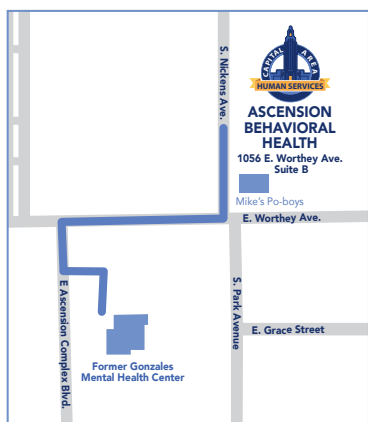 CAPITAL AREA
HUMAN SERVICES
ASCENSION
BEHAVIORAL
HEALTH
1056 E. Worthey Ave.
Suite B
Mike's Po-boys
S. Nickens Ave.
E. Worthey Ave.
E Ascension Complex Blvd.
S. Park Avenue
E. Grace Street
Former Gonzales
Mental Health Center